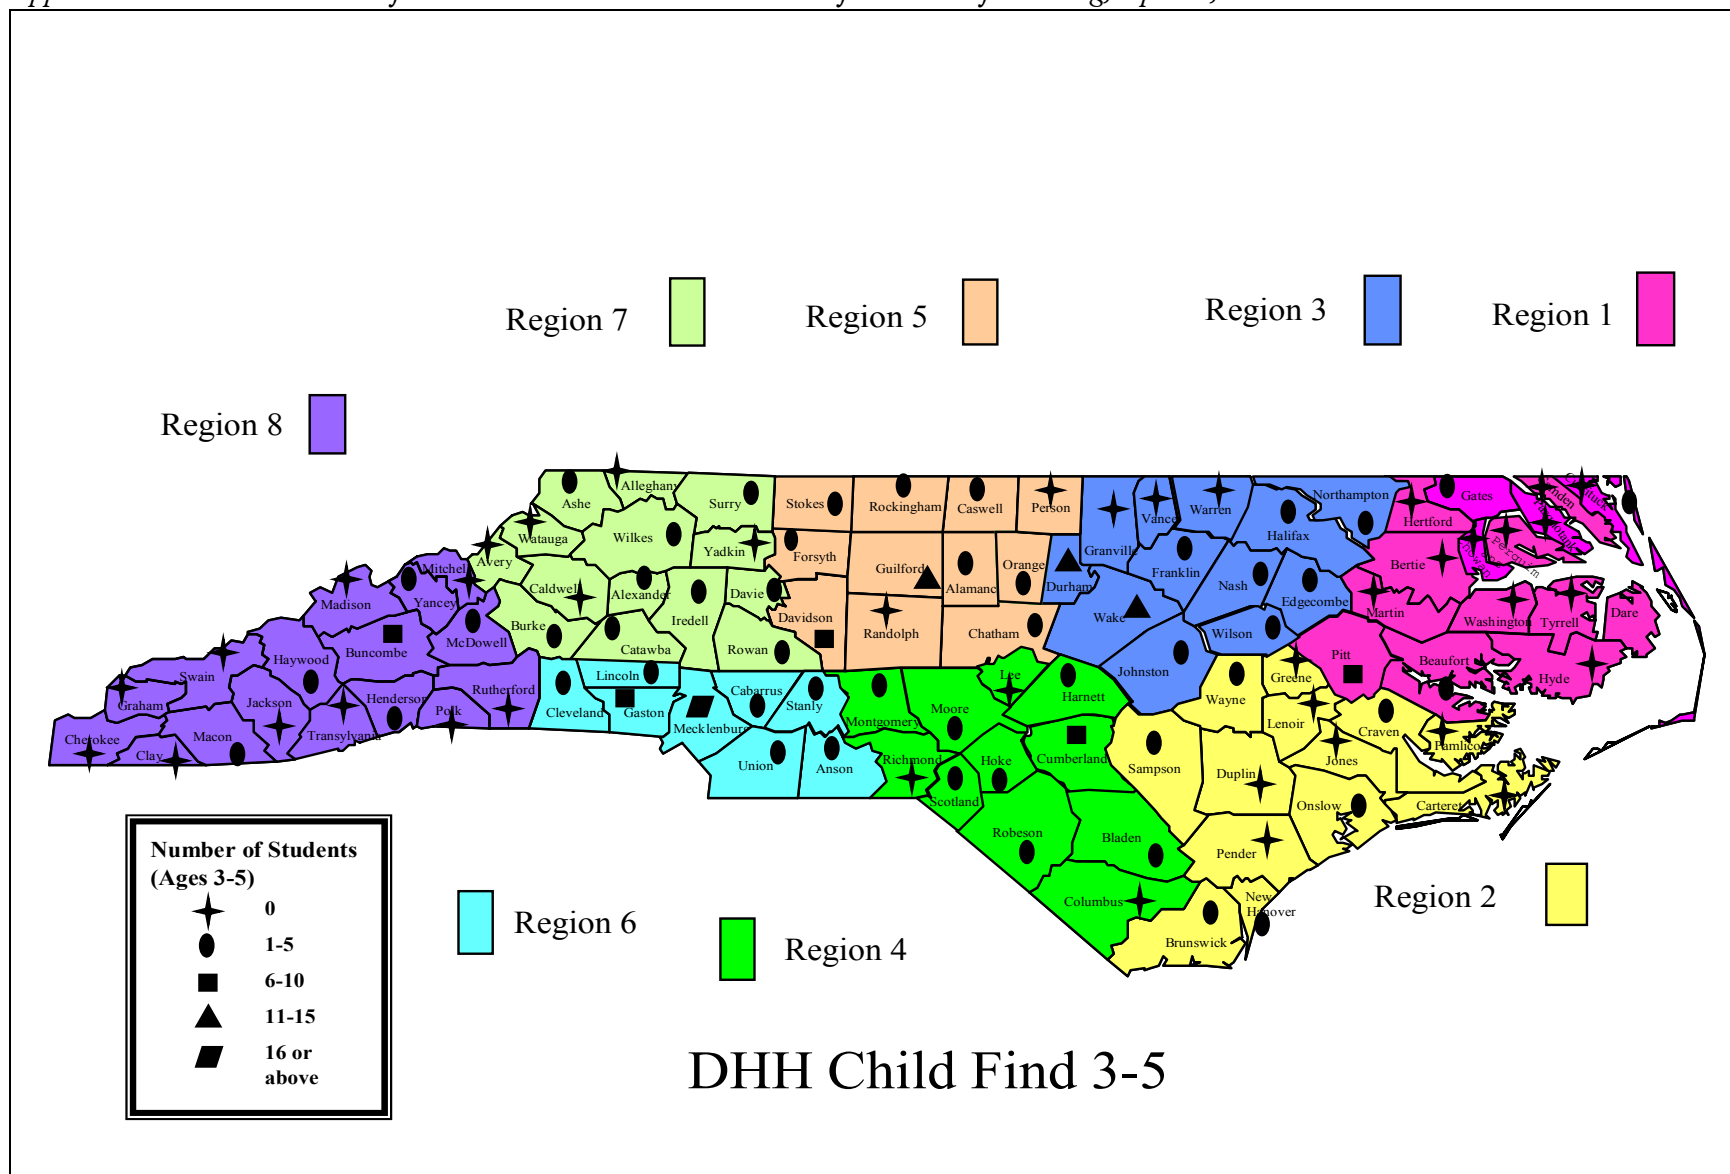 Region 7
Region 5
Region 3
Region 1
Region 8
Region 6
Region 4
Region 2
Ashe
Alleghany
Surry
Stokes
Rockingham
Caswell
Person
Granville
Vance
Warren
Northampton
Halifax
Hertford
Gates
Camden
Watauga
Wilkes
Yadkin
Forsyth
Guilford
Alamance
Orange
Durham
Franklin
Nash
Edgecombe
Bertie
Avery
Mitchell
Caldwell
Alexander
Iredell
Davie
Davidson
Randolph
Chatham
Wake
Wilson
Martin
Washington
Tyrrell
Dare
Madison
Yancey
Buncombe
McDowell
Burke
Catawba
Rowan
Johnston
Pitt
Beaufort
Hyde
Swain
Haywood
Graham
Jackson
Henderson
Polk
Rutherford
Cleveland
Lincoln
Gaston
Cabarrus
Stanly
Montgomery
Moore
Lee
Harnett
Wayne
Greene
Lenoir
Craven
Pamlico
Cherokee
Clay
Macon
Transylvania
Mecklenburg
Union
Anson
Richmond
Scotland
Hoke
Cumberland
Sampson
Duplin
Jones
Onslow
Carteret
Robeson
Bladen
Columbus
Pender
New
Hanover
Brunswick
Number of Students
(Ages 3-5)
0
1-5
6-10
11-15
16 or
above
DHH Child Find 3-5